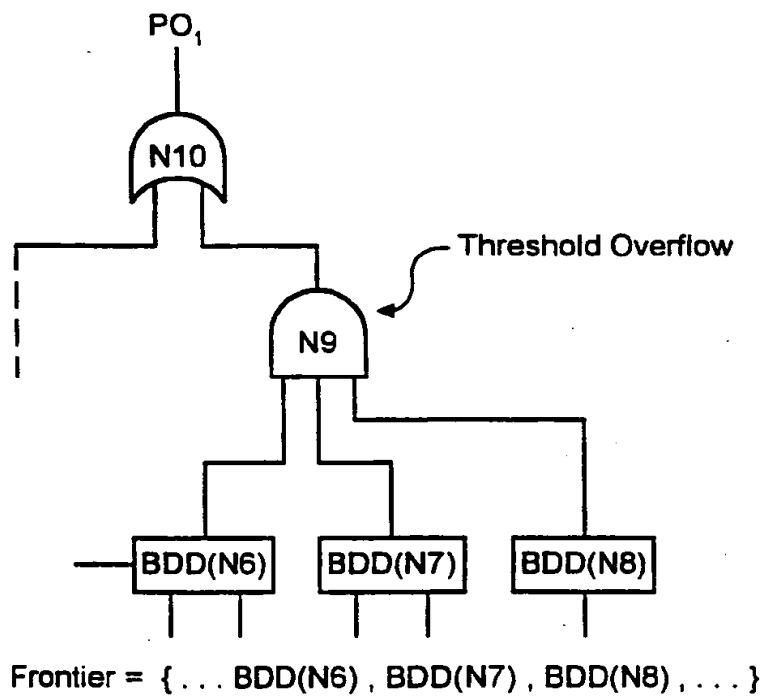 PO₁
N10
Threshold Overflow
N9
BDD(N6) BDD(N7) BDD(N8)
Frontier = { . . . BDD(N6) , BDD(N7) , BDD(N8) , . . . }